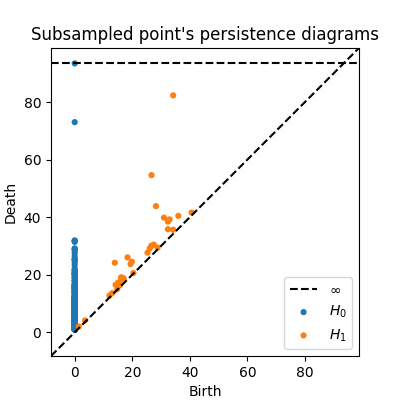 Subsampled point's persistence diagrams
Death
80
60
40
20
0
∞
H₀
H₁
0 20 40 60 80
Birth